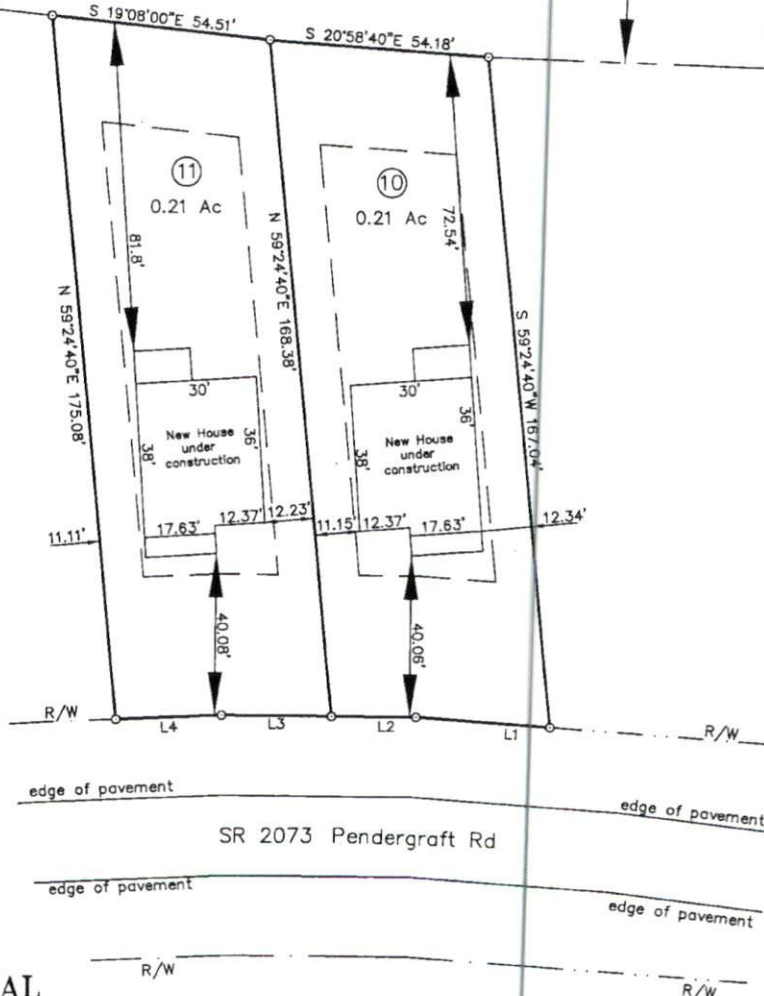 S 19°08'00"E 54.51'
S 20°58'40"E 54.18'
11
0.21 Ac
10
0.21 Ac
81.8'
72.54'
N 59°24'40"E 175.08'
N 59°24'40"E 168.38'
S 59°24'40"W 167.04'
30'
30'
38'
New House
under
construction
36'
38'
New House
under
construction
36'
11.11'
17.63'
12.37'
12.23'
11.15'
12.37'
17.63'
12.34'
40.08'
40.06'
R/W
L4
L3
L2
L1
R/W
edge of pavement
edge of pavement
SR 2073 Pendergraft Rd
edge of pavement
edge of pavement
R/W
R/W
AL